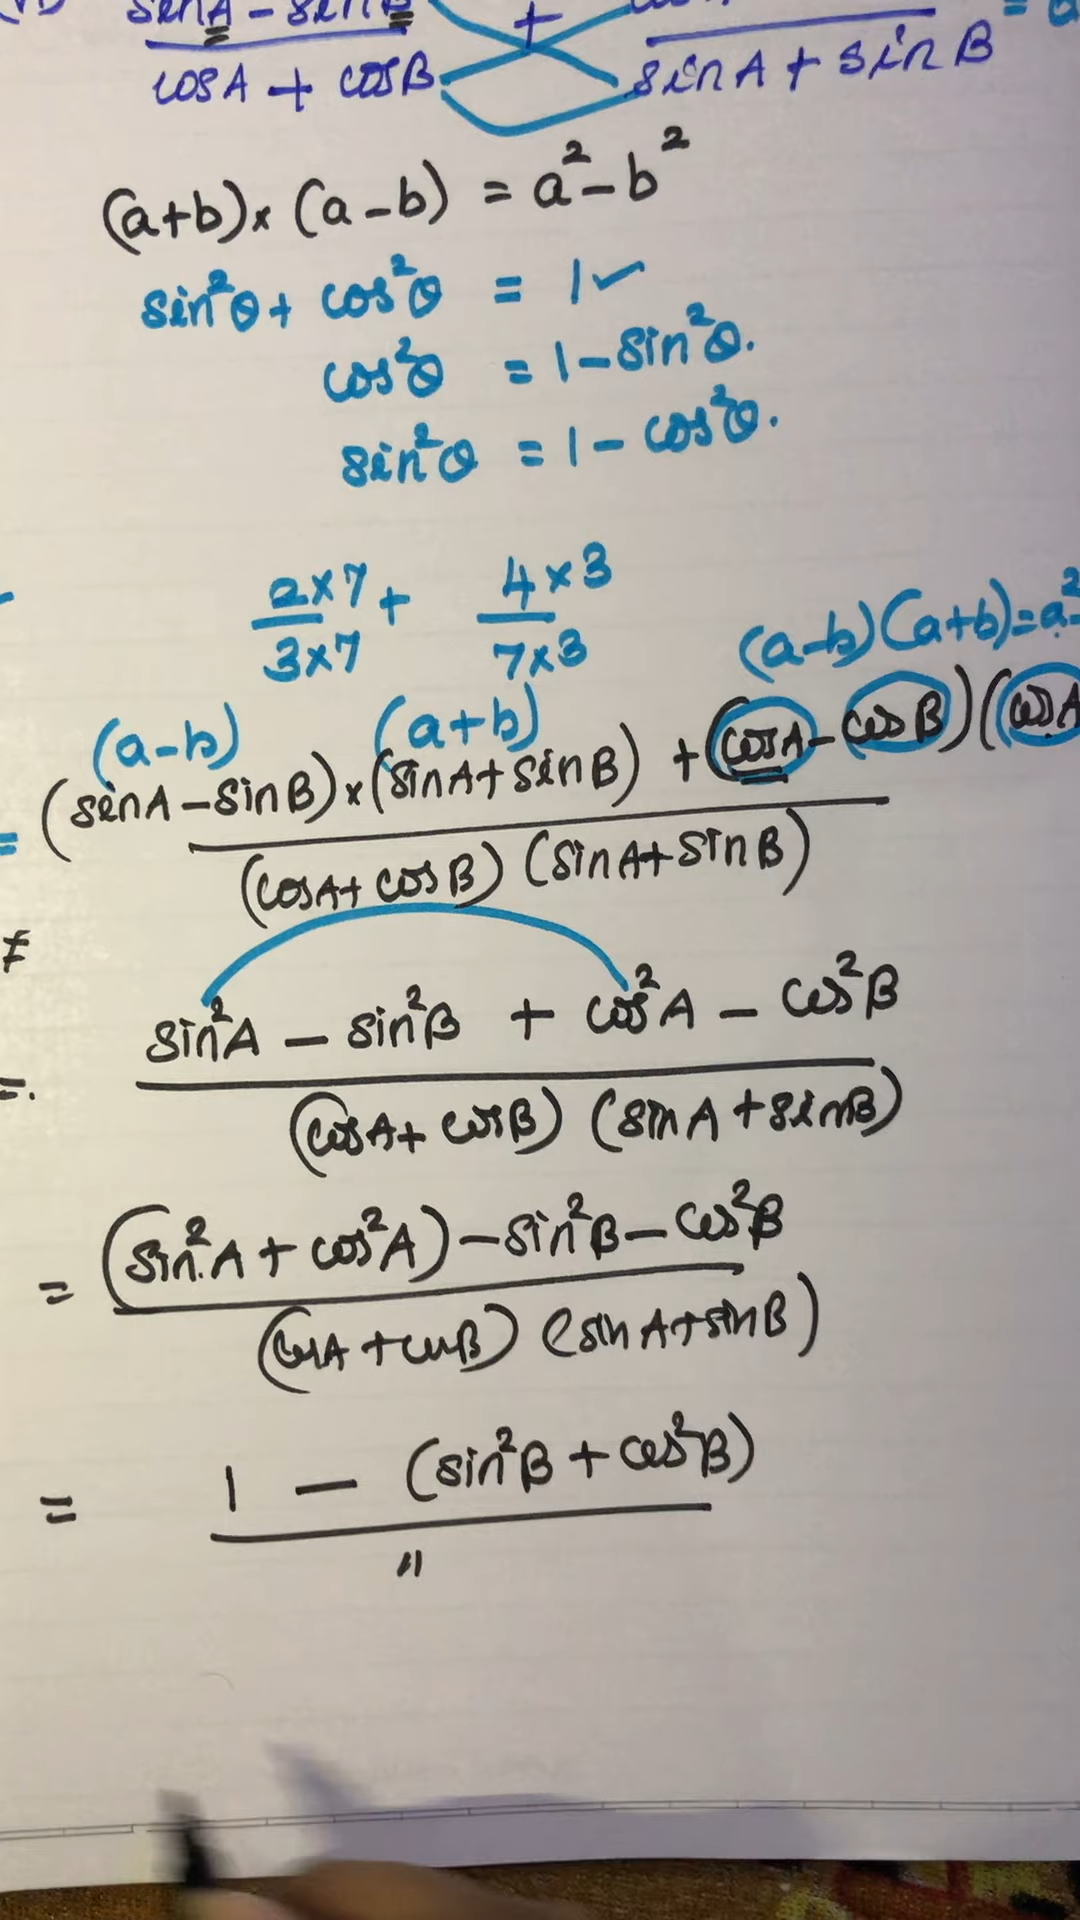 sinA - sinB +
cosA + cosB sinA + sinB
(a+b)×(a-b) = a²-b²
sin²θ + cos²θ = 1 ✓
cos²θ = 1-sin²θ.
sin²θ = 1 - cos²θ.
2×7 + 4×3
3×7 7×3
(a-b)(a+b)=a²
(a-b) (a+b)
= (sinA-sinB)×(sinA+sinB) + (cosA-cosB)(cosA
(cosA+cosB)(sinA+sinB)
sin²A - sin²B + cos²A - cos²B
=. (cosA+cosB) (sinA+sinB)
= (sin²A + cos²A) - sin²B - cos²B
(cosA+cosB) (sinA+sinB)
= 1 - (sin²B + cos²B)
"